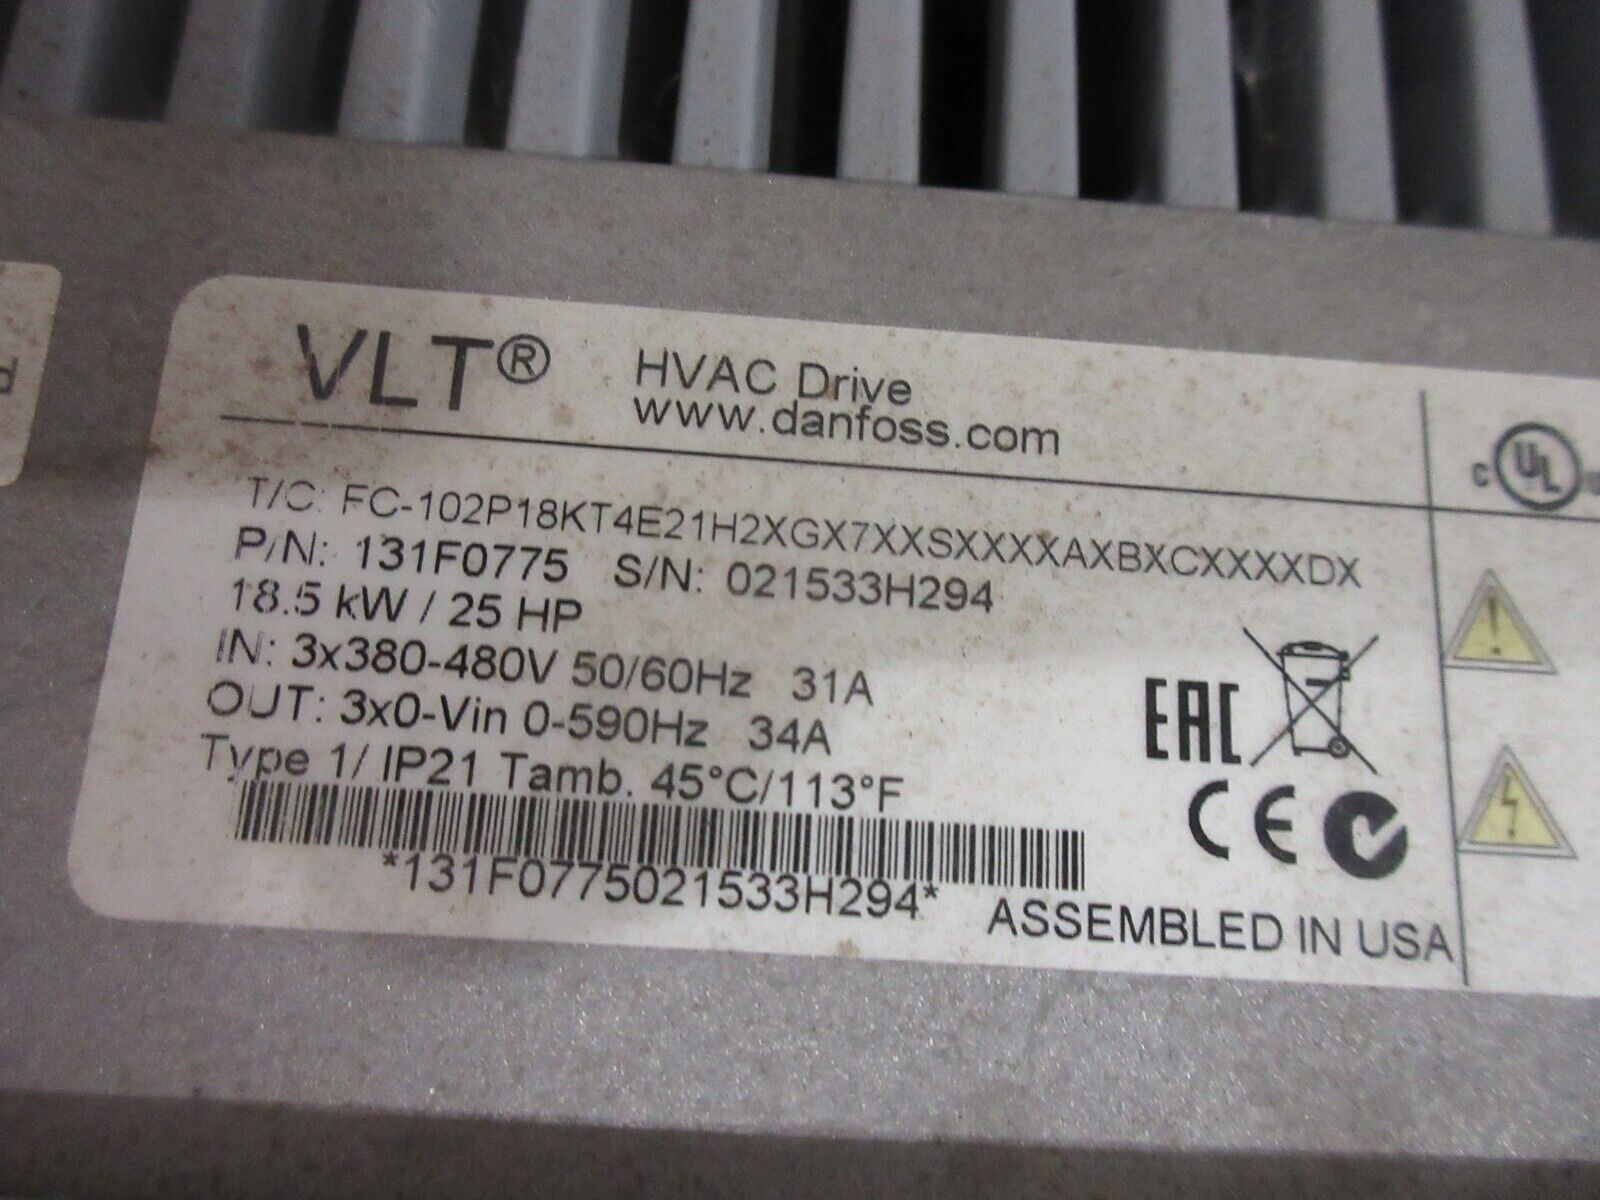 VLT® HVAC Drive
www.danfoss.com
T/C: FC-102P18KT4E21H2XGX7XXSXXXXAXBXCXXXXDX
P/N: 131F0775 S/N: 021533H294
18.5 kW / 25 HP
IN: 3x380-480V 50/60Hz 31A
OUT: 3x0-Vin 0-590Hz 34A
Type 1/ IP21 Tamb. 45°C/113°F
*131F0775021533H294*
ASSEMBLED IN USA
EAC
CE
c UL
d